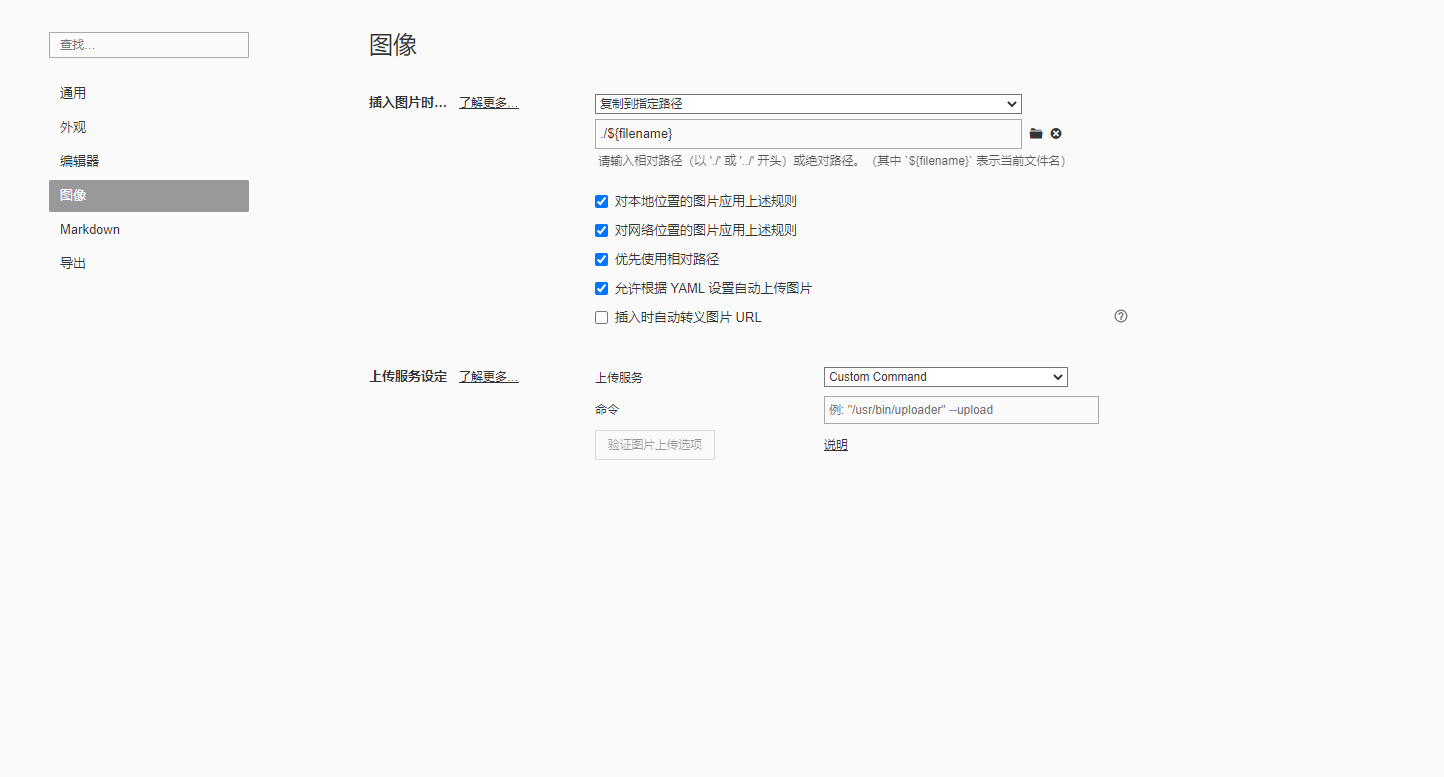 查找...
通用
外观
编辑器
图像
Markdown
导出
图像
插入图片时... 了解更多...
复制到指定路径
./${filename}
请输入相对路径（以 './' 或 '../' 开头）或绝对路径。（其中 `${filename}` 表示当前文件名）
对本地位置的图片应用上述规则
对网络位置的图片应用上述规则
优先使用相对路径
允许根据 YAML 设置自动上传图片
插入时自动转义图片 URL
上传服务设定 了解更多...
上传服务 Custom Command
命令 例: "/usr/bin/uploader" --upload
验证图片上传选项 说明